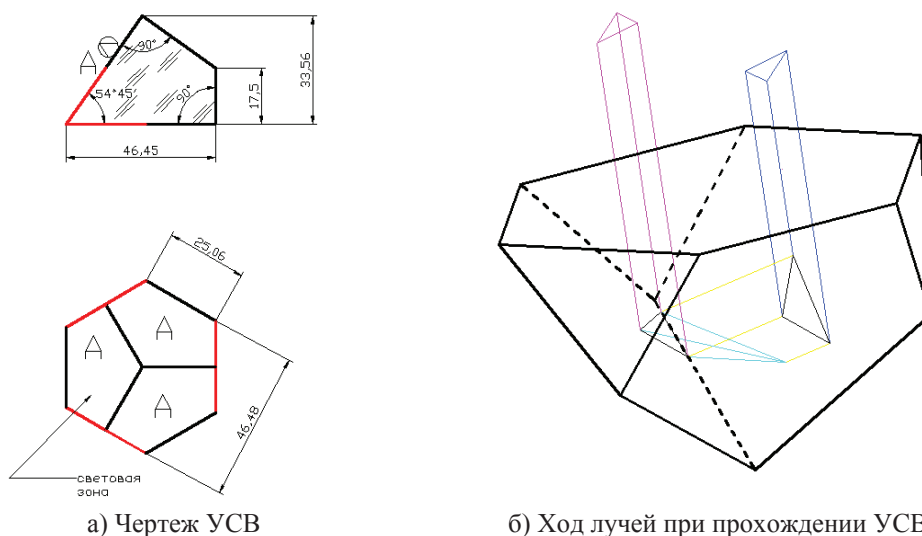 А
90°
54°45'
90°
17,5
33,56
46,45
25,06
А
А
А
46,48
световая
зона
а) Чертеж УСВ
б) Ход лучей при прохождении УСВ